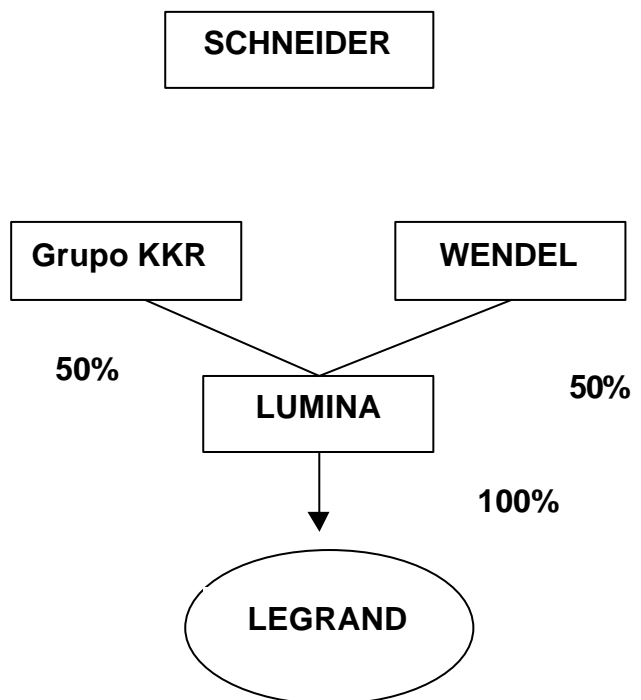 SCHNEIDER
Grupo KKR
WENDEL
50%
50%
LUMINA
100%
LEGRAND